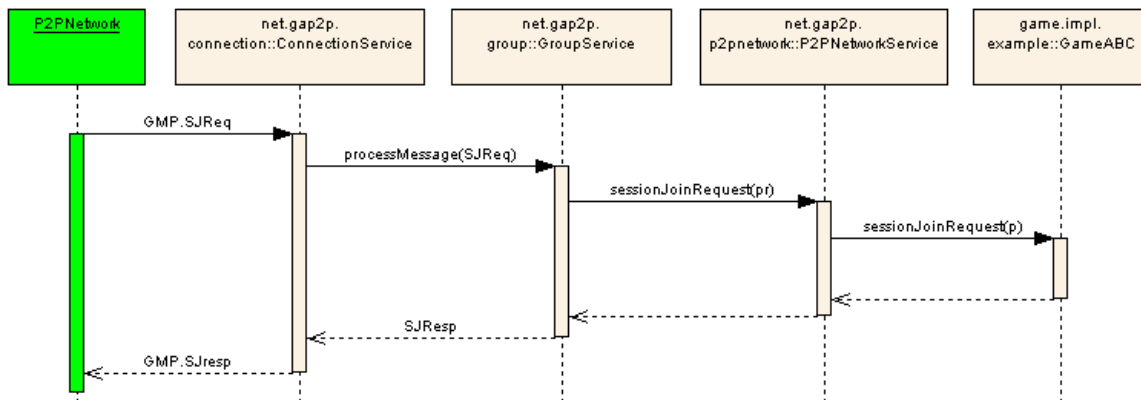 P2PNetwork
net.gap2p.
connection::ConnectionService
net.gap2p.
group::GroupService
net.gap2p.
p2pnetwork::P2PNetworkService
game.impl.
example::GameABC
GMP.SJReq
processMessage(SJReq)
sessionJoinRequest(pr)
sessionJoinRequest(p)
SJResp
GMP.SJresp